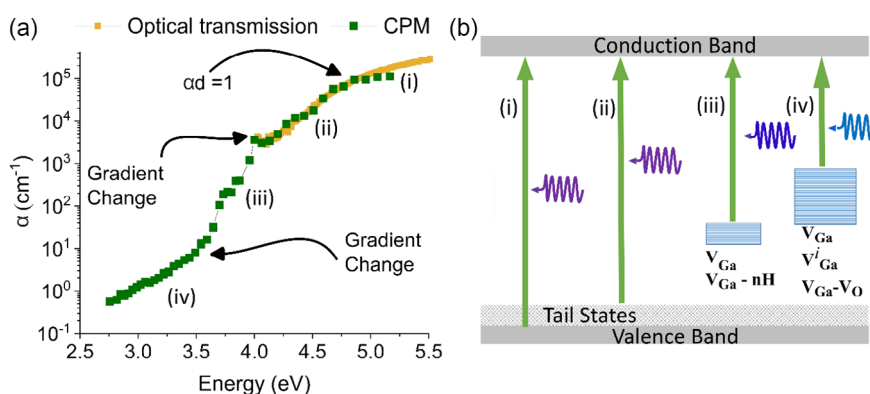 (a)
Optical transmission
CPM
αd =1
(i)
(ii)
Gradient
Change
(iii)
Gradient
Change
(iv)
α (cm⁻¹)
10⁵
10⁴
10³
10²
10¹
10⁰
10⁻¹
2.5 3.0 3.5 4.0 4.5 5.0 5.5
Energy (eV)
(b)
Conduction Band
(i) (ii) (iii) (iv)
V_Ga
V_Ga - nH
V_Ga
V^i_Ga
V_Ga-V_O
Tail States
Valence Band